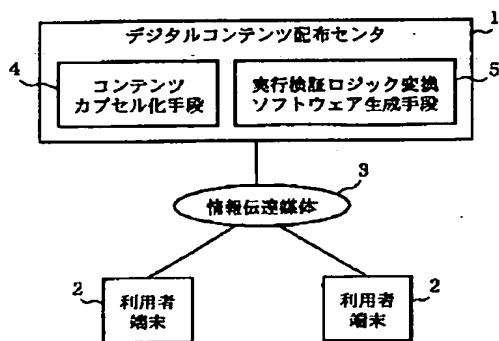 デジタルコンテンツ配布センタ
1
4
コンテンツ
カプセル化手段
実行検証ロジック変換
ソフトウェア生成手段
5
3
情報伝達媒体
2
利用者
端末
利用者
端末
2